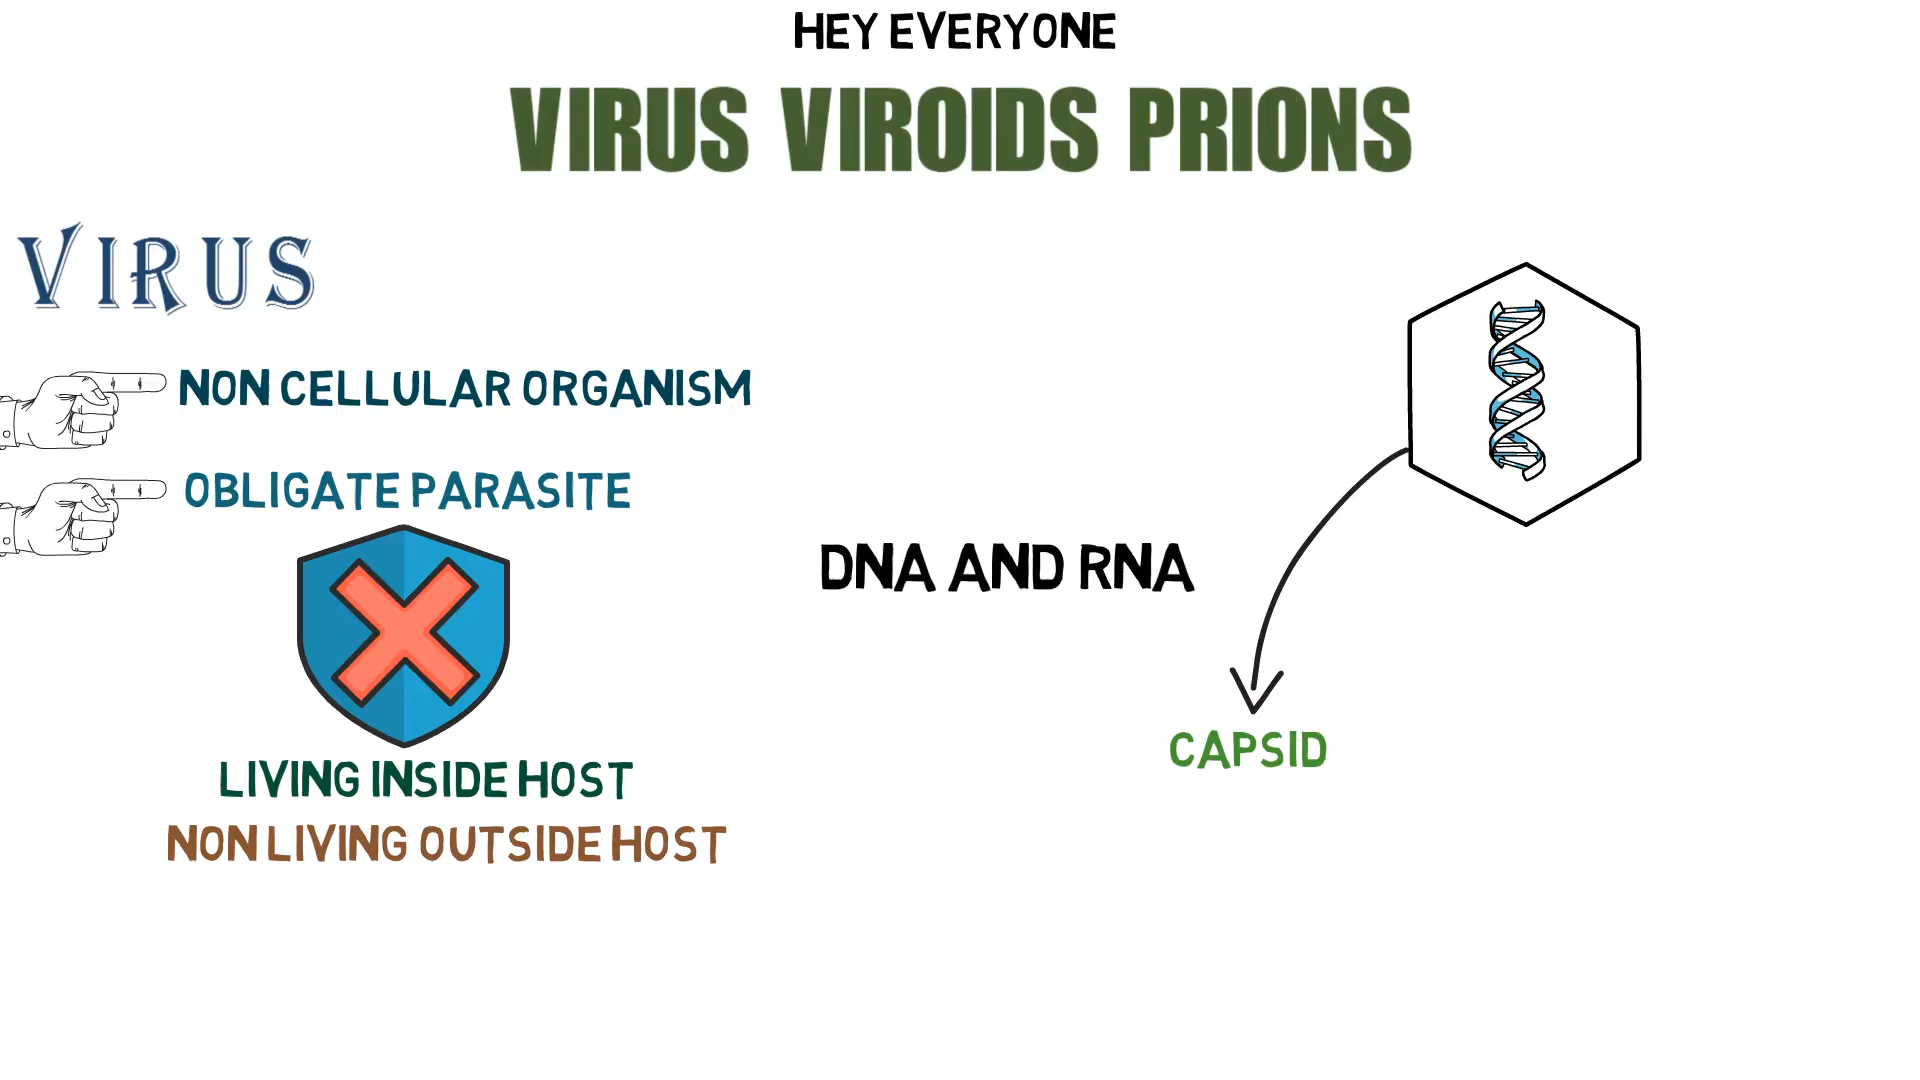 HEY EVERYONE
VIRUS VIROIDS PRIONS
VIRUS
NON CELLULAR ORGANISM
OBLIGATE PARASITE
DNA AND RNA
CAPSID
LIVING INSIDE HOST
NON LIVING OUTSIDE HOST